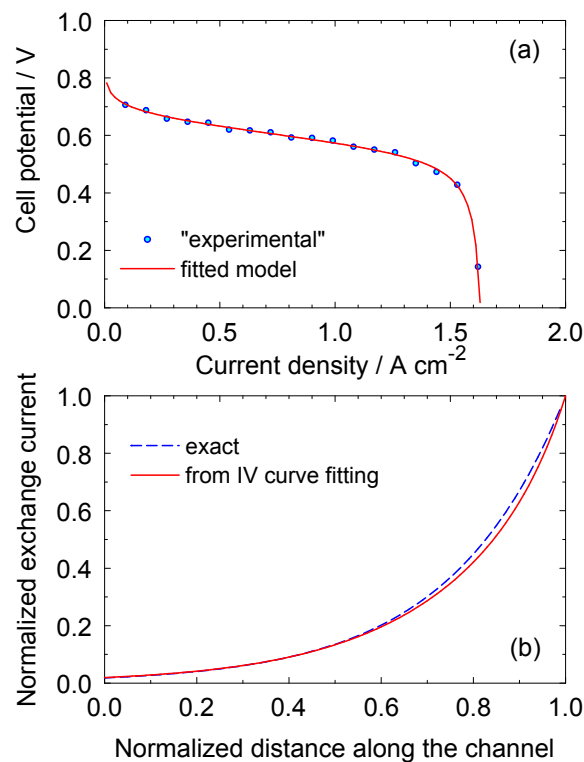 (a)
1.0
0.8
0.6
0.4
0.2
0.0
Cell potential / V
"experimental"
fitted model
0.0 0.5 1.0 1.5 2.0
Current density / A cm⁻²
(b)
1.0
0.8
0.6
0.4
0.2
0.0
Normalized exchange current
exact
from IV curve fitting
0.0 0.2 0.4 0.6 0.8 1.0
Normalized distance along the channel